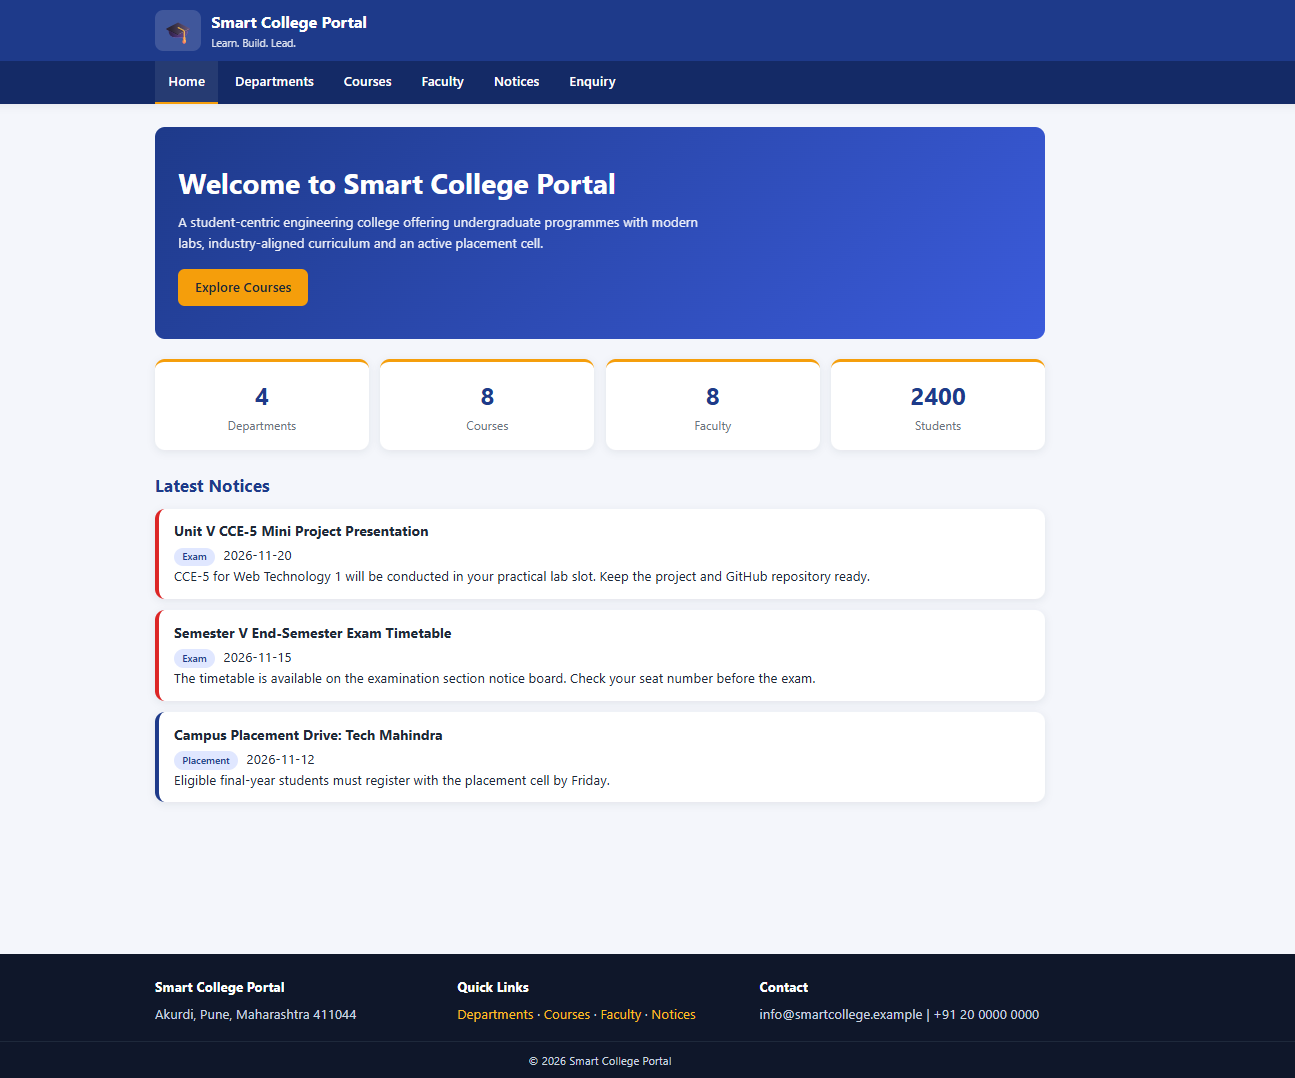 Smart College Portal
Learn. Build. Lead.
Home Departments Courses Faculty Notices Enquiry
Welcome to Smart College Portal
A student-centric engineering college offering undergraduate programmes with modern
labs, industry-aligned curriculum and an active placement cell.
Explore Courses
4
Departments
8
Courses
8
Faculty
2400
Students
Latest Notices
Unit V CCE-5 Mini Project Presentation
Exam 2026-11-20
CCE-5 for Web Technology 1 will be conducted in your practical lab slot. Keep the project and GitHub repository ready.
Semester V End-Semester Exam Timetable
Exam 2026-11-15
The timetable is available on the examination section notice board. Check your seat number before the exam.
Campus Placement Drive: Tech Mahindra
Placement 2026-11-12
Eligible final-year students must register with the placement cell by Friday.
Smart College Portal
Akurdi, Pune, Maharashtra 411044
Quick Links
Departments · Courses · Faculty · Notices
Contact
info@smartcollege.example | +91 20 0000 0000
© 2026 Smart College Portal